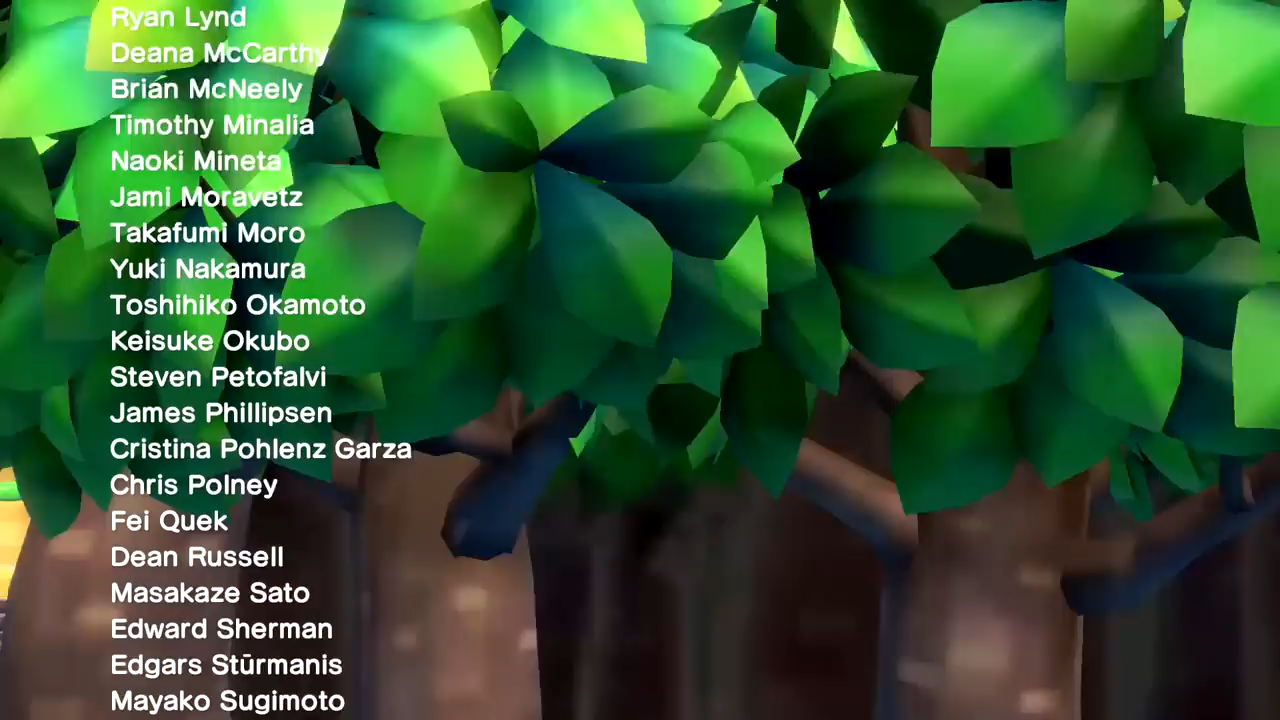 Ryan Lynd
Deana McCarthy
Brian McNeely
Timothy Minalia
Naoki Mineta
Jami Moravetz
Takafumi Moro
Yuki Nakamura
Toshihiko Okamoto
Keisuke Okubo
Steven Petofalvi
James Phillipsen
Cristina Pohlenz Garza
Chris Polney
Fei Quek
Dean Russell
Masakaze Sato
Edward Sherman
Edgars Stūrmanis
Mayako Sugimoto